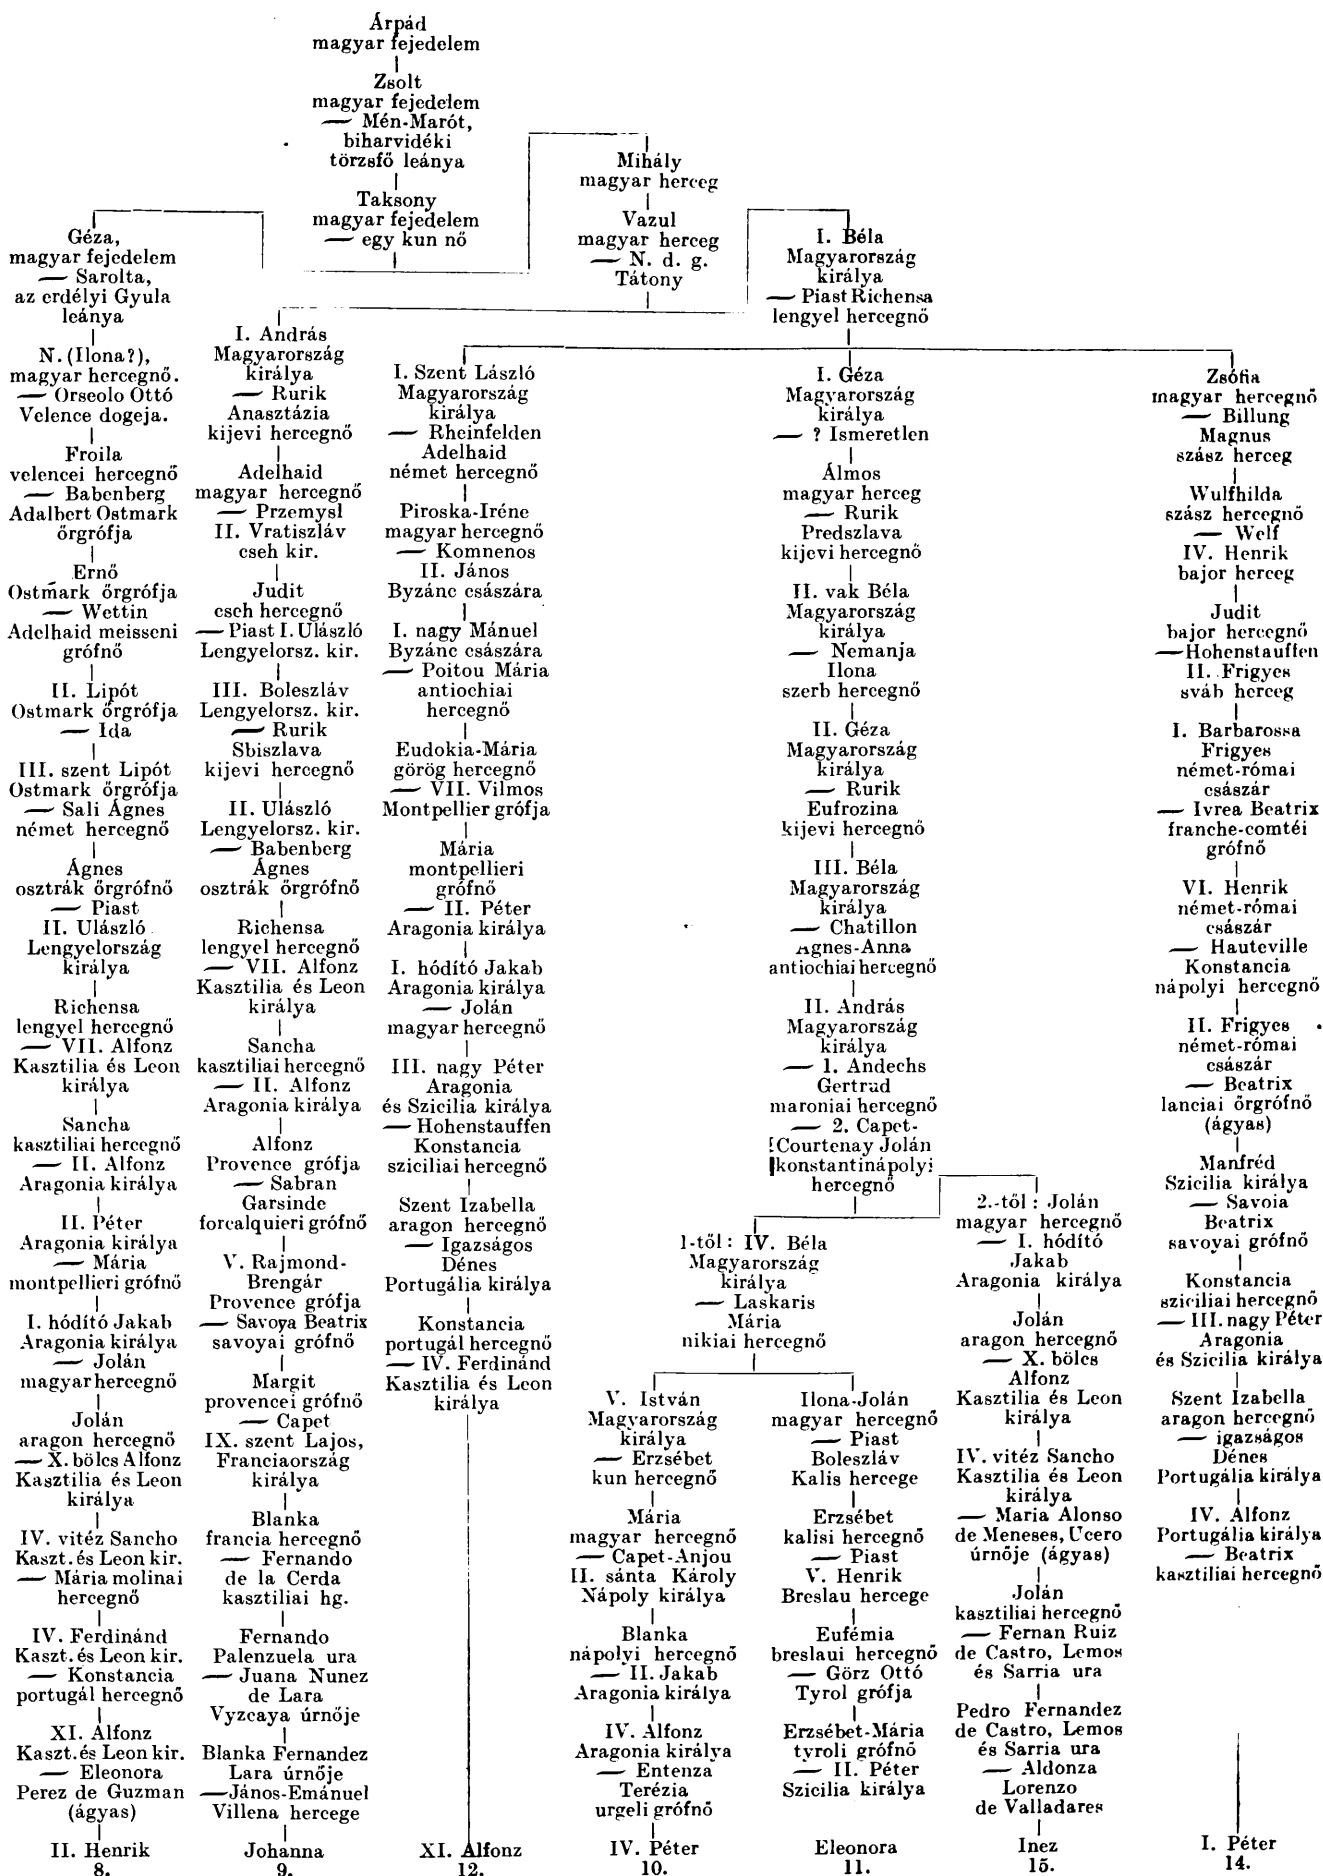 Árpád
magyar fejedelem
Zsolt
magyar fejedelem
— Mén-Marót,
biharvidéki
törzsfő leánya
Taksony
magyar fejedelem
— egy kun nő
Mihály
magyar herceg
Vazul
magyar herceg
— N. d. g.
Tátony
Géza,
magyar fejedelem
— Sarolta,
az erdélyi Gyula
leánya
N. (Ilona?),
magyar hercegnő.
— Orseolo Ottó
Velence dogeja.
Froila
velencei hercegnő
— Babenberg
Adalbert Ostmark
őrgrófja
Ernő
Ostmark őrgrófja
— Wettin
Adelhaid meisseni
grófnő
II. Lipót
Ostmark őrgrófja
— Ida
III. szent Lipót
Ostmark őrgrófja
— Sali Ágnes
német hercegnő
Ágnes
osztrák őrgrófnő
— Piast
II. Ulászló
Lengyelország
királya
Richensa
lengyel hercegnő
— VII. Alfonz
Kasztilia és Leon
királya
Sancha
kasztiliai hercegnő
— II. Alfonz
Aragonia királya
II. Péter
Aragonia királya
— Mária
montpellieri grófnő
I. hódító Jakab
Aragonia királya
— Jolán
magyar hercegnő
Jolán
aragon hercegnő
— X. bölcs Alfonz
Kasztilia és Leon
királya
IV. vitéz Sancho
Kaszt. és Leon kir.
— Mária molinai
hercegnő
IV. Ferdinánd
Kaszt. és Leon kir.
— Konstancia
portugál hercegnő
XI. Alfonz
Kaszt. és Leon kir.
— Eleonora
Perez de Guzman
(ágyas)
II. Henrik
8.
I. András
Magyarország
királya
— Rurik
Anasztázia
kijevi hercegnő
Adelhaid
magyar hercegnő
— Przemysl
II. Vratiszláv
cseh kir.
Judit
cseh hercegnő
— Piast I. Ulászló
Lengyelorsz. kir.
III. Boleszláv
Lengyelorsz. kir.
— Rurik
Sbiszlava
kijevi hercegnő
II. Ulászló
Lengyelorsz. kir.
— Babenberg
Ágnes
osztrák őrgrófnő
Richensa
lengyel hercegnő
— VII. Alfonz
Kasztilia és Leon
királya
Sancha
kasztiliai hercegnő
— II. Alfonz
Aragonia királya
Alfonz
Provence grófja
— Sabran
Garsinde
forcalquieri grófnő
V. Rajmond-
Brengár
Provence grófja
— Savoya Beatrix
savoyai grófnő
Margit
provencei grófnő
— Capet
IX. szent Lajos,
Franciaország
királya
Blanka
francia hercegnő
— Fernando
de la Cerda
kasztiliai hg.
Fernando
Palenzuela ura
— Juana Nunez
de Lara
Vyzcaya úrnője
Blanka Fernandez
Lara úrnője
— János-Emánuel
Villena hercege
Johanna
9.
I. Béla
Magyarország
királya
— Piast Richensa
lengyel hercegnő
I. Szent László
Magyarország
királya
— Rheinfelden
Adelhaid
német hercegnő
Piroska-Iréne
magyar hercegnő
— Komnenos
II. János
Byzánc császára
I. nagy Mánuel
Byzánc császára
— Poitou Mária
antiochiai
hercegnő
Eudokia-Mária
görög hercegnő
— VII. Vilmos
Montpellier grófja
Mária
montpellieri
grófnő
— II. Péter
Aragonia királya
I. hódító Jakab
Aragonia királya
— Jolán
magyar hercegnő
III. nagy Péter
Aragonia
és Szicilia királya
— Hohenstauffen
Konstancia
sziciliai hercegnő
Szent Izabella
aragon hercegnő
— Igazságos
Dénes
Portugália királya
Konstancia
portugál hercegnő
— IV. Ferdinánd
Kasztilia és Leon
királya
XI. Alfonz
12.
I. Géza
Magyarország
királya
— ? Ismeretlen
Álmos
magyar herceg
— Rurik
Predszlava
kijevi hercegnő
II. vak Béla
Magyarország
királya
— Nemanja
Ilona
szerb hercegnő
II. Géza
Magyarország
királya
— Rurik
Eufrozina
kijevi hercegnő
III. Béla
Magyarország
királya
— Chatillon
Agnes-Anna
antiochiai hercegnő
II. András
Magyarország
királya
— 1. Andechs
Gertrud
maroniai hercegnő
— 2. Capet-
Courtenay Jolán
konstantinápolyi
hercegnő
1-től: IV. Béla
Magyarország
királya
— Laskaris
Mária
nikiai hercegnő
V. István
Magyarország
királya
— Erzsébet
kun hercegnő
Mária
magyar hercegnő
— Capet-Anjou
II. sánta Károly
Nápoly királya
Blanka
nápolyi hercegnő
— II. Jakab
Aragonia királya
IV. Alfonz
Aragonia királya
— Entenza
Terézia
urgeli grófnő
IV. Péter
10.
Ilona-Jolán
magyar hercegnő
— Piast
Boleszláv
Kalis hercege
Erzsébet
kalisi hercegnő
— Piast
V. Henrik
Breslau hercege
Eufémia
breslaui hercegnő
— Görz Ottó
Tyrol grófja
Erzsébet-Mária
tyroli grófnő
— II. Péter
Szicilia királya
Eleonora
11.
2.-től: Jolán
magyar hercegnő
— I. hódító
Jakab
Aragonia királya
Jolán
aragon hercegnő
— X. bölcs
Alfonz
Kasztilia és Leon
királya
IV. vitéz Sancho
Kasztilia és Leon
királya
— Maria Alonso
de Meneses, Ucero
úrnője (ágyas)
Jolán
kasztiliai hercegnő
— Fernan Ruiz
de Castro, Lemos
és Sarria ura
Pedro Fernandez
de Castro, Lemos
és Sarria ura
— Aldonza
Lorenzo
de Valladares
Inez
15.
Zsófia
magyar hercegnő
— Billung
Magnus
szász herceg
Wulfhilda
szász hercegnő
— Welf
IV. Henrik
bajor herceg
Judit
bajor hercegnő
— Hohenstauffen
II. Frigyes
sváb herceg
I. Barbarossa
Frigyes
német-római
császár
— Ivrea Beatrix
franche-comtéi
grófnő
VI. Henrik
német-római
császár
— Hauteville
Konstancia
nápolyi hercegnő
II. Frigyes
német-római
császár
— Beatrix
lanciai őrgrófnő
(ágyas)
Manfréd
Szicilia királya
— Savoia
Beatrix
savoyai grófnő
Konstancia
sziciliai hercegnő
— III. nagy Péter
Aragonia
és Szicilia királya
Szent Izabella
aragon hercegnő
— igazságos
Dénes
Portugália királya
IV. Alfonz
Portugália királya
— Beatrix
kasztiliai hercegnő
I. Péter
14.